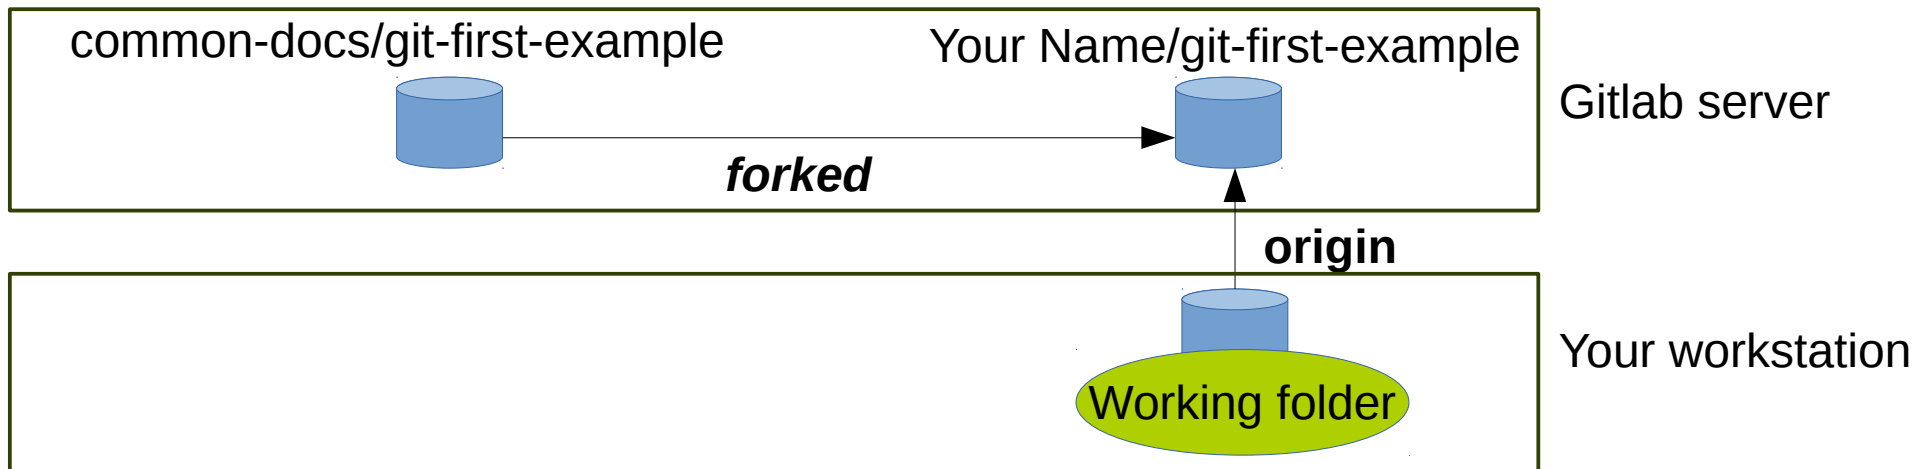 common-docs/git-first-example
Your Name/git-first-example
Gitlab server
forked
origin
Your workstation
Working folder